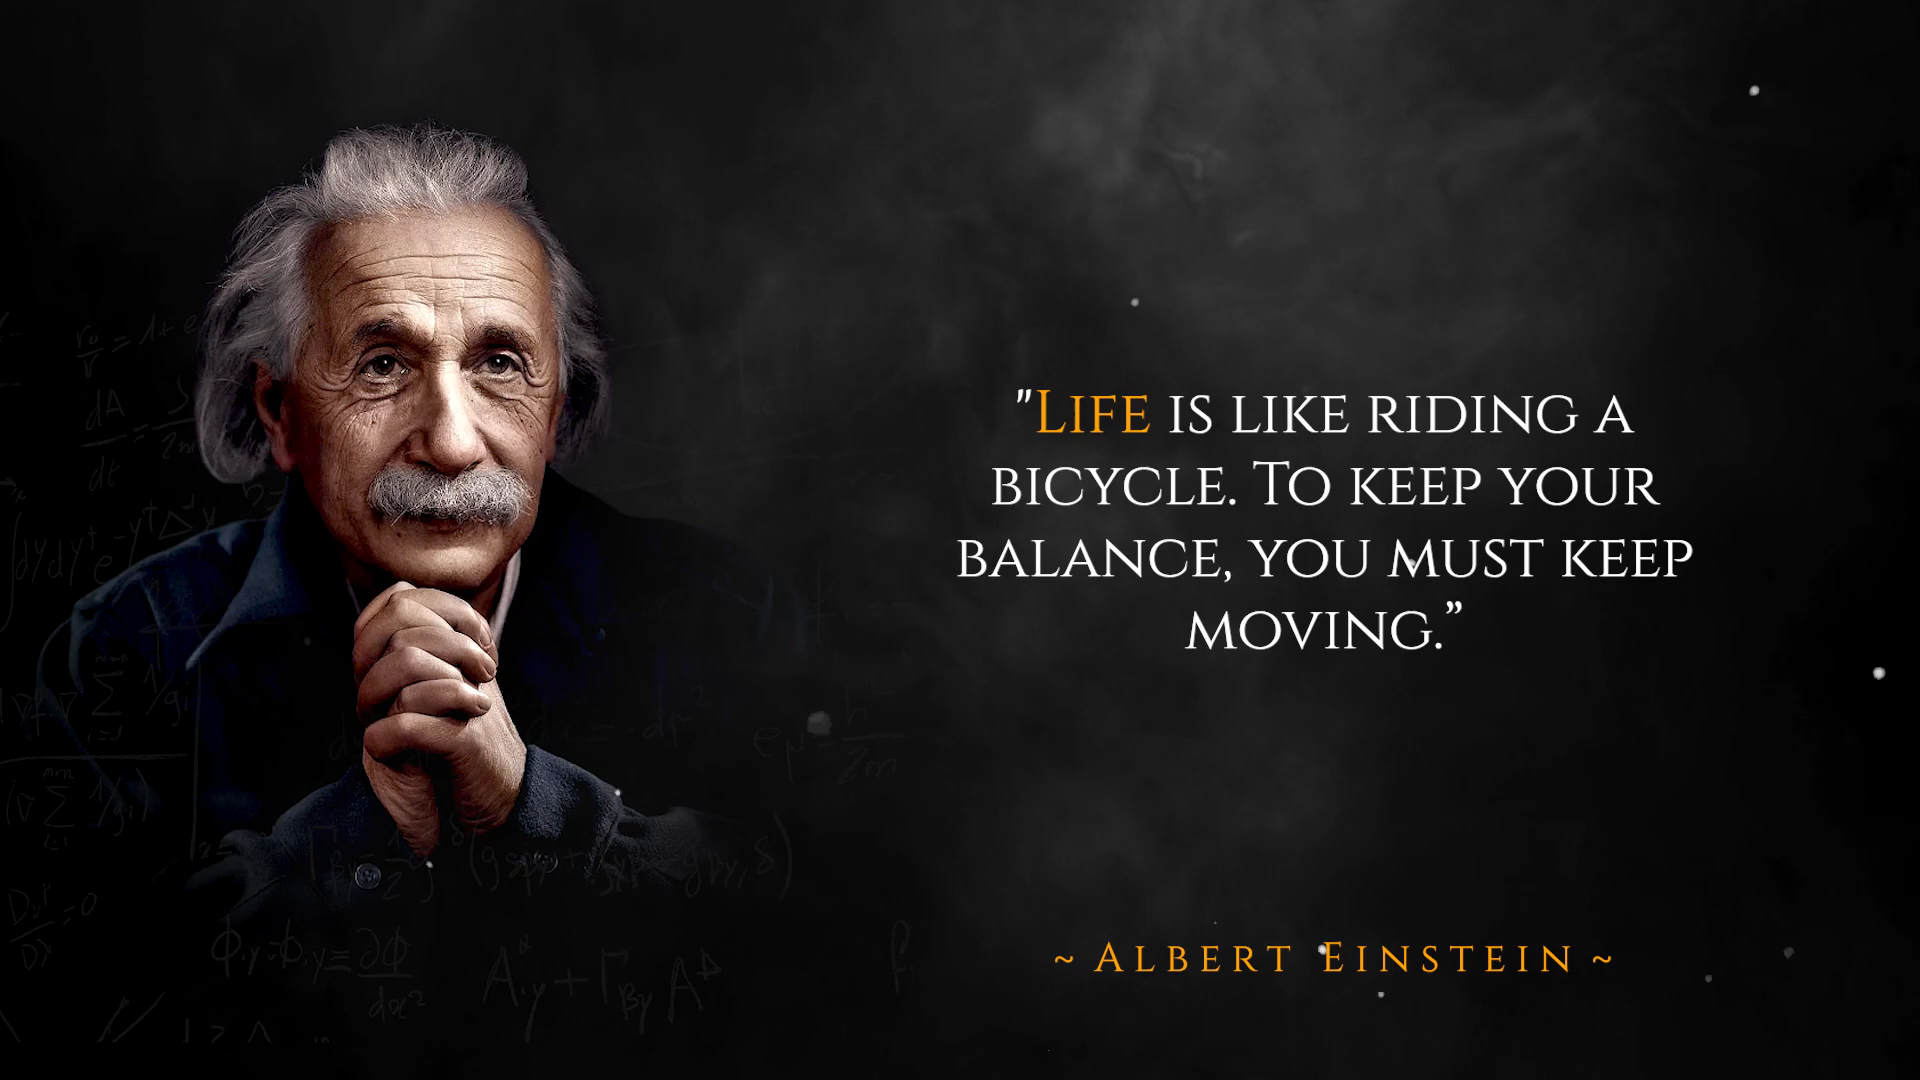 "Life is like riding a
bicycle. To keep your
balance, you must keep
moving.”
~ Albert Einstein ~